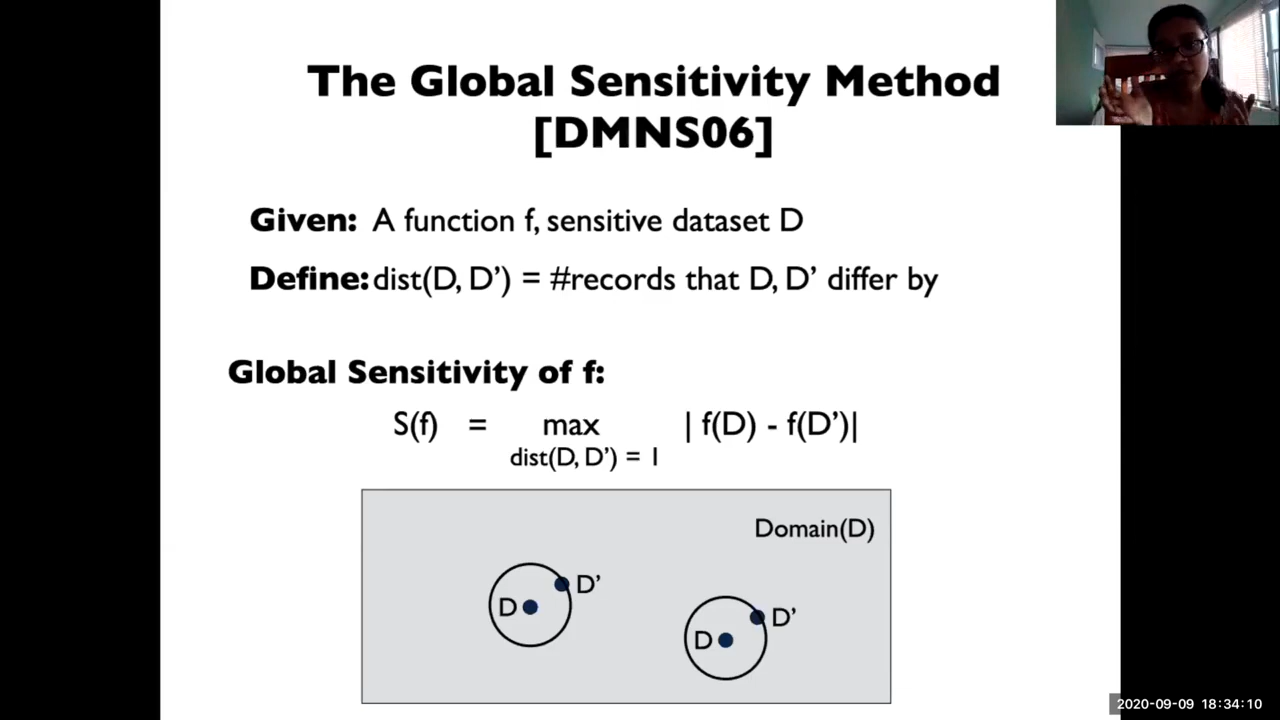 The Global Sensitivity Method
[DMNS06]
Given: A function f, sensitive dataset D
Define: dist(D, D’) = #records that D, D’ differ by
Global Sensitivity of f:
S(f) = max | f(D) - f(D’)|
dist(D, D’) = 1
Domain(D)
D D’
D D’
2020-09-09 18:34:10